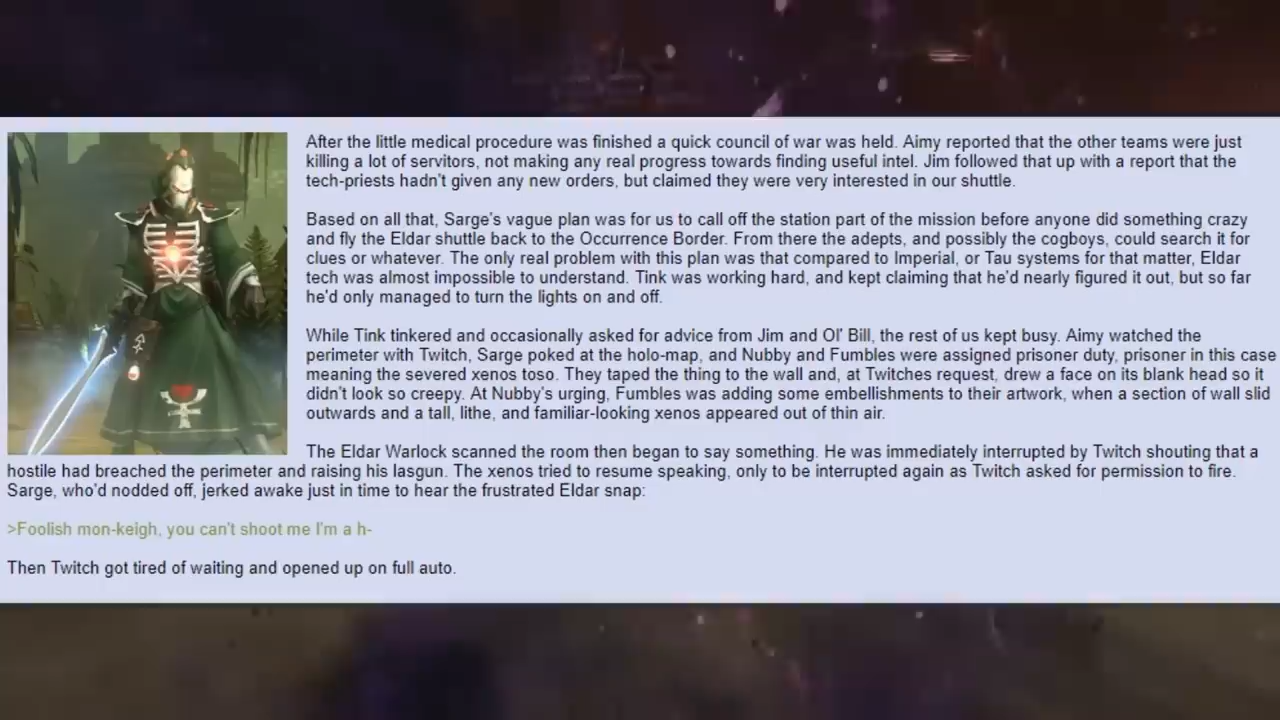 After the little medical procedure was finished a quick council of war was held. Aimy reported that the other teams were just
killing a lot of servitors, not making any real progress towards finding useful intel. Jim followed that up with a report that the
tech-priests hadn't given any new orders, but claimed they were very interested in our shuttle.
Based on all that, Sarge's vague plan was for us to call off the station part of the mission before anyone did something crazy
and fly the Eldar shuttle back to the Occurrence Border. From there the adepts, and possibly the cogboys, could search it for
clues or whatever. The only real problem with this plan was that compared to Imperial, or Tau systems for that matter, Eldar
tech was almost impossible to understand. Tink was working hard, and kept claiming that he'd nearly figured it out, but so far
he'd only managed to turn the lights on and off.
While Tink tinkered and occasionally asked for advice from Jim and Ol' Bill, the rest of us kept busy. Aimy watched the
perimeter with Twitch, Sarge poked at the holo-map, and Nubby and Fumbles were assigned prisoner duty, prisoner in this case
meaning the severed xenos toso. They taped the thing to the wall and, at Twitches request, drew a face on its blank head so it
didn't look so creepy. At Nubby's urging, Fumbles was adding some embellishments to their artwork, when a section of wall slid
outwards and a tall, lithe, and familiar-looking xenos appeared out of thin air.
The Eldar Warlock scanned the room then began to say something. He was immediately interrupted by Twitch shouting that a
hostile had breached the perimeter and raising his lasgun. The xenos tried to resume speaking, only to be interrupted again as Twitch asked for permission to fire.
Sarge, who'd nodded off, jerked awake just in time to hear the frustrated Eldar snap:
>Foolish mon-keigh, you can't shoot me I'm a h-
Then Twitch got tired of waiting and opened up on full auto.